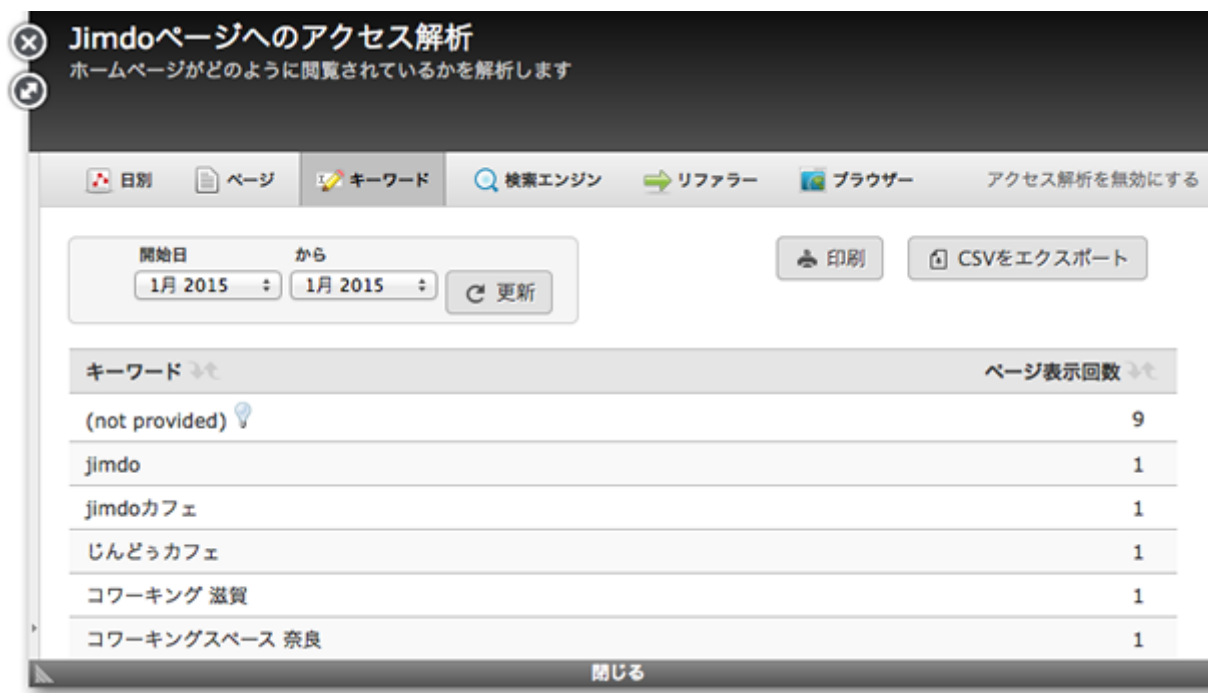 Jimdoページへのアクセス解析
ホームページがどのように閲覧されているかを解析します
日別 ページ キーワード 検索エンジン リファラー ブラウザー アクセス解析を無効にする
開始日 から
1月 2015 1月 2015 更新 印刷 CSVをエクスポート
キーワード ページ表示回数
(not provided) 9
jimdo 1
jimdoカフェ 1
じんどぅカフェ 1
コワーキング 滋賀 1
コワーキングスペース 奈良 1
閉じる